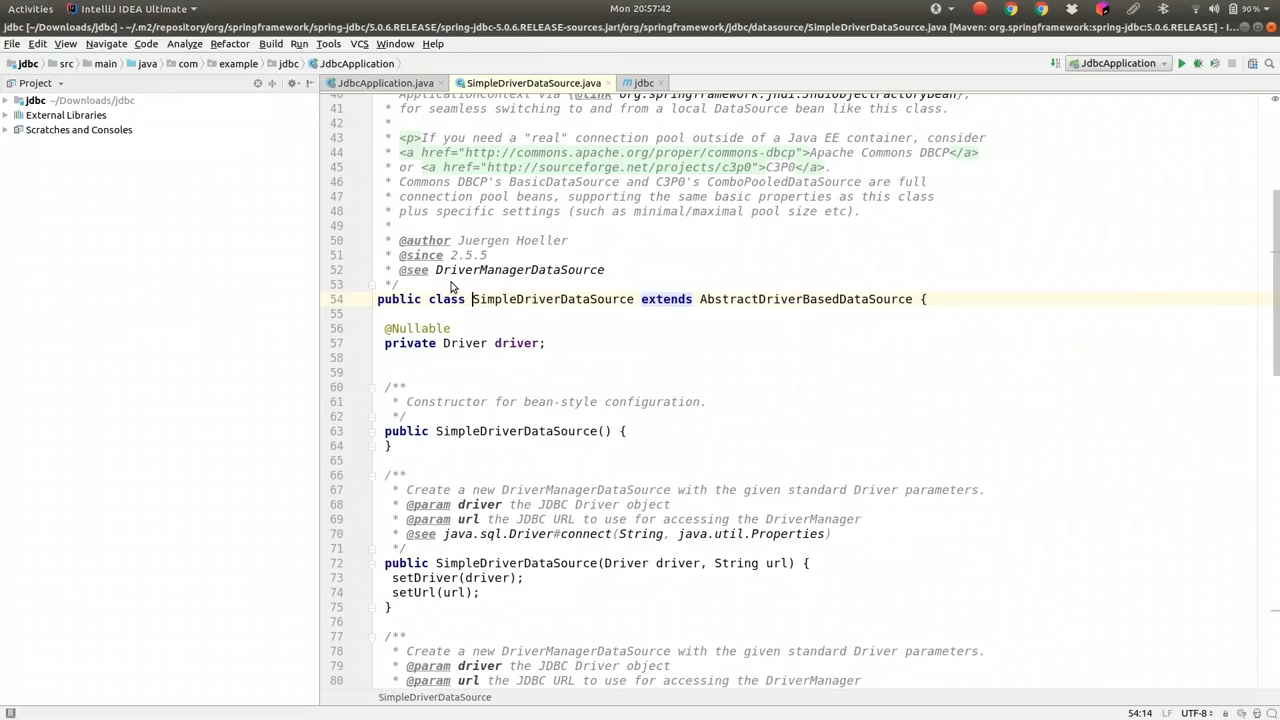 Activities IntelliJ IDEA Ultimate Mon 20:57:42 90%
jdbc [~/Downloads/jdbc] - ~/.m2/repository/org/springframework/spring-jdbc/5.0.6.RELEASE/spring-jdbc-5.0.6.RELEASE-sources.jar!/org/springframework/jdbc/datasource/SimpleDriverDataSource.java [Maven: org.springframework:spring-jdbc:5.0.6.RELEASE] - I...
File Edit View Navigate Code Analyze Refactor Build Run Tools VCS Window Help
jdbc src main java com example jdbc JdbcApplication JdbcApplication
Project JdbcApplication.java SimpleDriverDataSource.java jdbc
jdbc ~/Downloads/jdbc
External Libraries
Scratches and Consoles
40 * ApplicationContext via {@link org.springframework.jndi.JndiObjectFactoryBean},
41 * for seamless switching to and from a local DataSource bean like this class.
42 *
43 * <p>If you need a "real" connection pool outside of a Java EE container, consider
44 * <a href="http://commons.apache.org/proper/commons-dbcp">Apache Commons DBCP</a>
45 * or <a href="http://sourceforge.net/projects/c3p0">C3P0</a>.
46 * Commons DBCP's BasicDataSource and C3P0's ComboPooledDataSource are full
47 * connection pool beans, supporting the same basic properties as this class
48 * plus specific settings (such as minimal/maximal pool size etc).
49 *
50 * @author Juergen Hoeller
51 * @since 2.5.5
52 * @see DriverManagerDataSource
53 */
54 public class SimpleDriverDataSource extends AbstractDriverBasedDataSource {
55
56 @Nullable
57 private Driver driver;
58
59
60 /**
61 * Constructor for bean-style configuration.
62 */
63 public SimpleDriverDataSource() {
64 }
65
66 /**
67 * Create a new DriverManagerDataSource with the given standard Driver parameters.
68 * @param driver the JDBC Driver object
69 * @param url the JDBC URL to use for accessing the DriverManager
70 * @see java.sql.Driver#connect(String, java.util.Properties)
71 */
72 public SimpleDriverDataSource(Driver driver, String url) {
73 setDriver(driver);
74 setUrl(url);
75 }
76
77 /**
78 * Create a new DriverManagerDataSource with the given standard Driver parameters.
79 * @param driver the JDBC Driver object
80 * @param url the JDBC URL to use for accessing the DriverManager
SimpleDriverDataSource
54:14 LF UTF-8